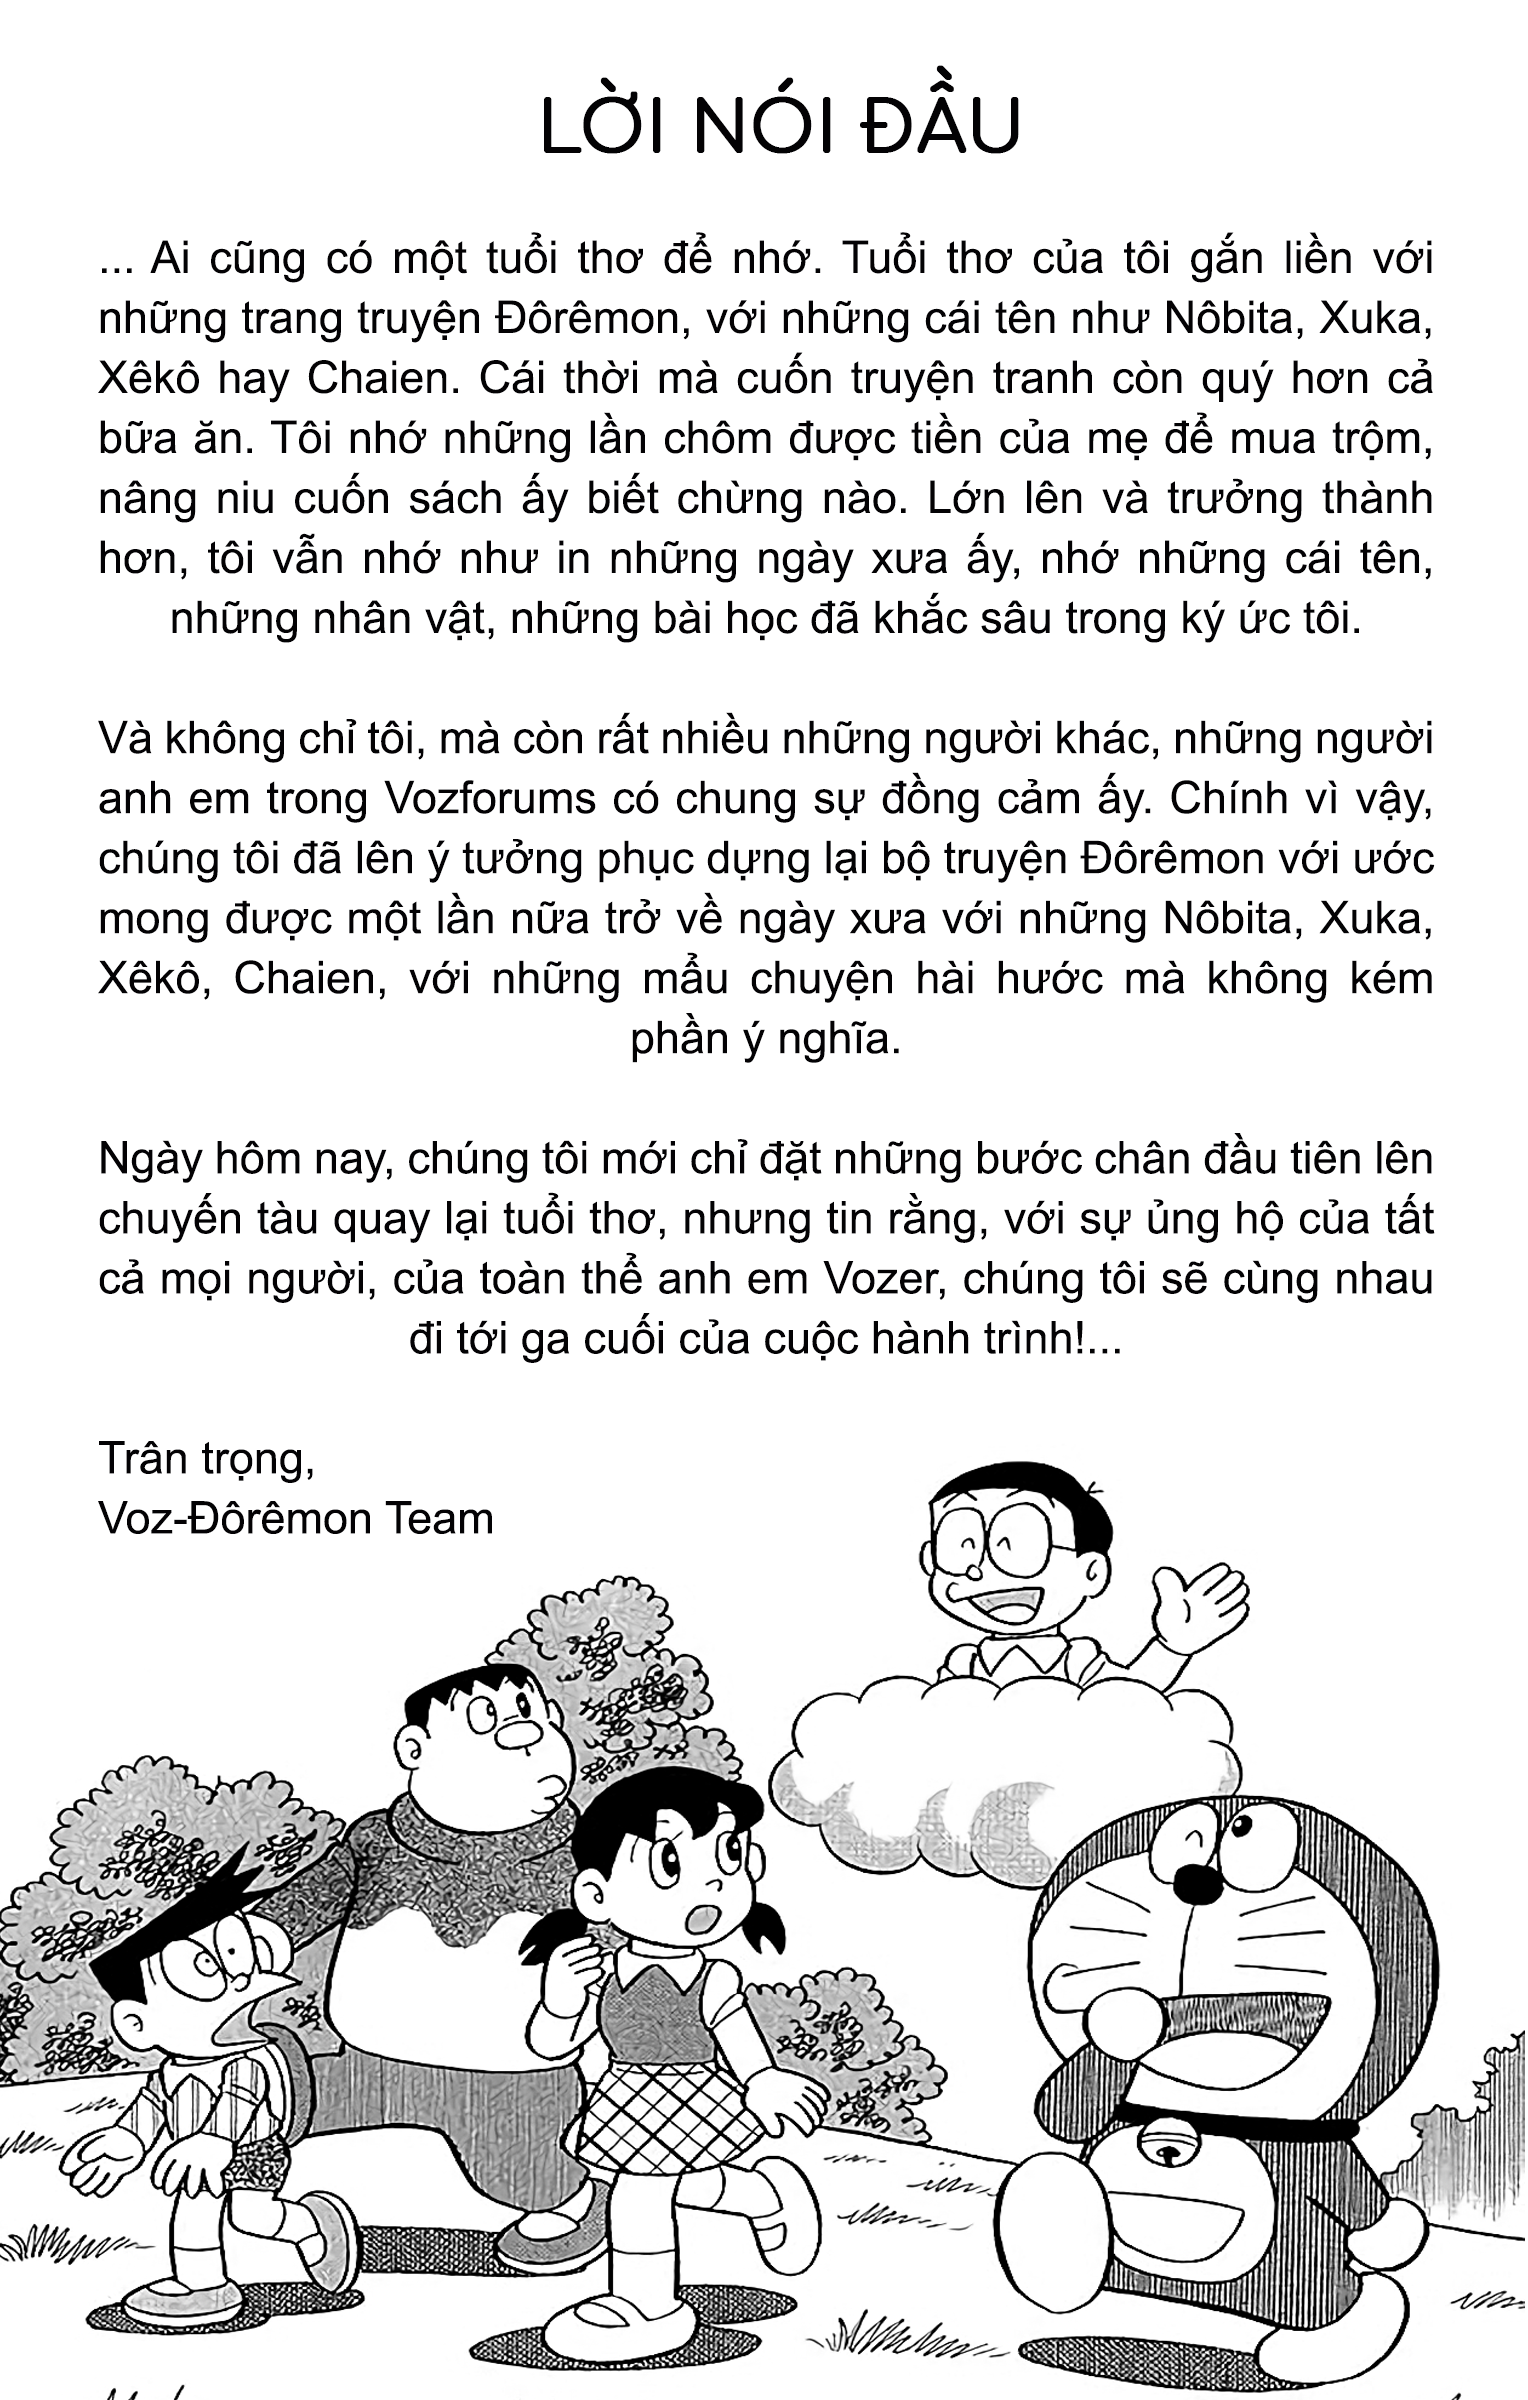 LỜI NÓI ĐẦU
... Ai cũng có một tuổi thơ để nhớ. Tuổi thơ của tôi gắn liền với
những trang truyện Đôrêmon, với những cái tên như Nôbita, Xuka,
Xêkô hay Chaien. Cái thời mà cuốn truyện tranh còn quý hơn cả
bữa ăn. Tôi nhớ những lần chôm được tiền của mẹ để mua trộm,
nâng niu cuốn sách ấy biết chừng nào. Lớn lên và trưởng thành
hơn, tôi vẫn nhớ như in những ngày xưa ấy, nhớ những cái tên,
những nhân vật, những bài học đã khắc sâu trong ký ức tôi.
Và không chỉ tôi, mà còn rất nhiều những người khác, những người
anh em trong Vozforums có chung sự đồng cảm ấy. Chính vì vậy,
chúng tôi đã lên ý tưởng phục dựng lại bộ truyện Đôrêmon với ước
mong được một lần nữa trở về ngày xưa với những Nôbita, Xuka,
Xêkô, Chaien, với những mẩu chuyện hài hước mà không kém
phần ý nghĩa.
Ngày hôm nay, chúng tôi mới chỉ đặt những bước chân đầu tiên lên
chuyến tàu quay lại tuổi thơ, nhưng tin rằng, với sự ủng hộ của tất
cả mọi người, của toàn thể anh em Vozer, chúng tôi sẽ cùng nhau
đi tới ga cuối của cuộc hành trình!...
Trân trọng,
Voz-Đôrêmon Team